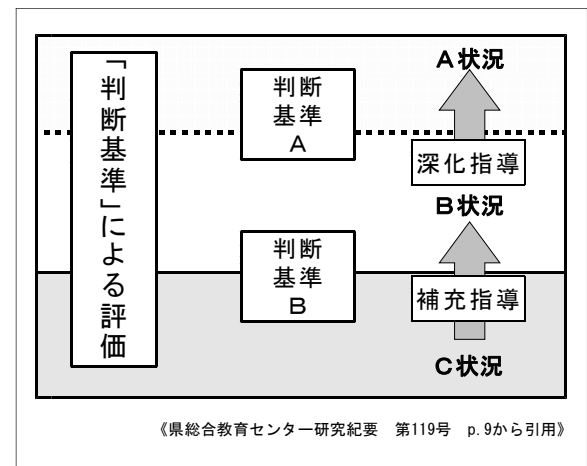 「判断基準」による評価
判断
基準
A
判断
基準
B
A状況
深化指導
B状況
補充指導
C状況
《県総合教育センター研究紀要 第119号 p.9から引用》